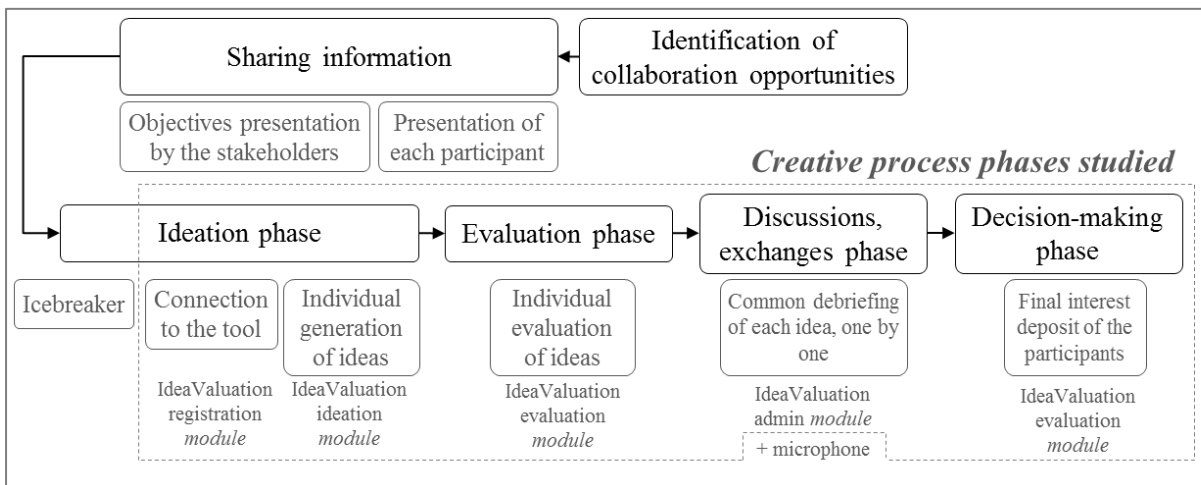 Sharing information
Identification of
collaboration opportunities
Objectives presentation
by the stakeholders
Presentation of
each participant
Creative process phases studied
Ideation phase
Evaluation phase
Discussions,
exchanges phase
Decision-making
phase
Icebreaker
Connection
to the tool
Individual
generation
of ideas
Individual
evaluation
of ideas
Common debriefing
of each idea, one by
one
Final interest
deposit of the
participants
IdeaValuation
registration
module
IdeaValuation
ideation
module
IdeaValuation
evaluation
module
IdeaValuation
admin module
+ microphone
IdeaValuation
evaluation
module